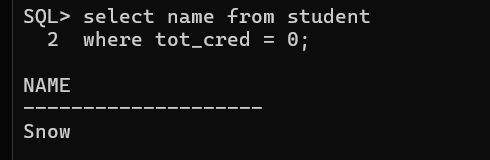 SQL> select name from student
  2  where tot_cred = 0;

NAME
--------------------
Snow